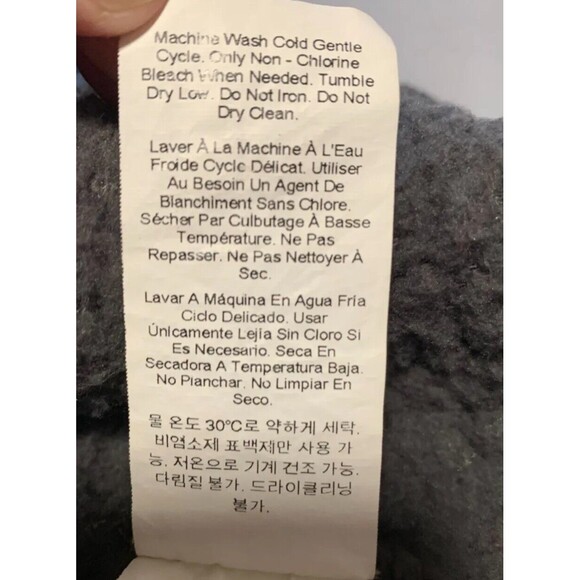 Machine Wash Cold Gentle
Cycle. Only Non - Chlorine
Bleach When Needed. Tumble
Dry Low. Do Not Iron. Do Not
Dry Clean.
Laver À La Machine À L'Eau
Froide Cycle Délicat. Utiliser
Au Besoin Un Agent De
Blanchiment Sans Chlore.
Sécher Par Culbutage À Basse
Température. Ne Pas
Repasser. Ne Pas Nettoyer À
Sec.
Lavar A Máquina En Agua Fria
Ciclo Delicado. Usar
Únicamente Lejia Sin Cloro Si
Es Necesario. Seca En
Secadora A Temperatura Baja.
No Planchar. No Limpiar En
Seco.
물 온도 30℃로 약하게 세탁.
비염소제 표백제만 사용 가
능. 저온으로 기계 건조 가능.
다림질 불가. 드라이클리닝
불가.